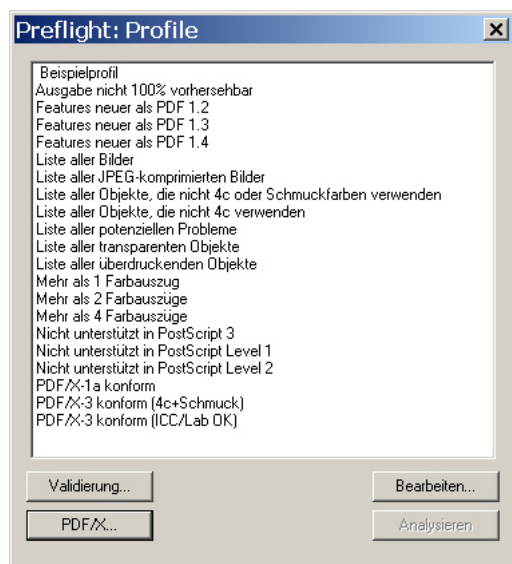 Preflight: Profile
Beispielprofil
Ausgabe nicht 100% vorhersehbar
Features neuer als PDF 1.2
Features neuer als PDF 1.3
Features neuer als PDF 1.4
Liste aller Bilder
Liste aller JPEG-komprimierten Bilder
Liste aller Objekte, die nicht 4c oder Schmuckfarben verwenden
Liste aller Objekte, die nicht 4c verwenden
Liste aller potenziellen Probleme
Liste aller transparenten Objekte
Liste aller überdruckenden Objekte
Mehr als 1 Farbauszug
Mehr als 2 Farbauszüge
Mehr als 4 Farbauszüge
Nicht unterstützt in PostScript 3
Nicht unterstützt in PostScript Level 1
Nicht unterstützt in PostScript Level 2
PDF/X-1a konform
PDF/X-3 konform (4c+Schmuck)
PDF/X-3 konform (ICC/Lab OK)
Validierung... Bearbeiten...
PDF/X... Analysieren